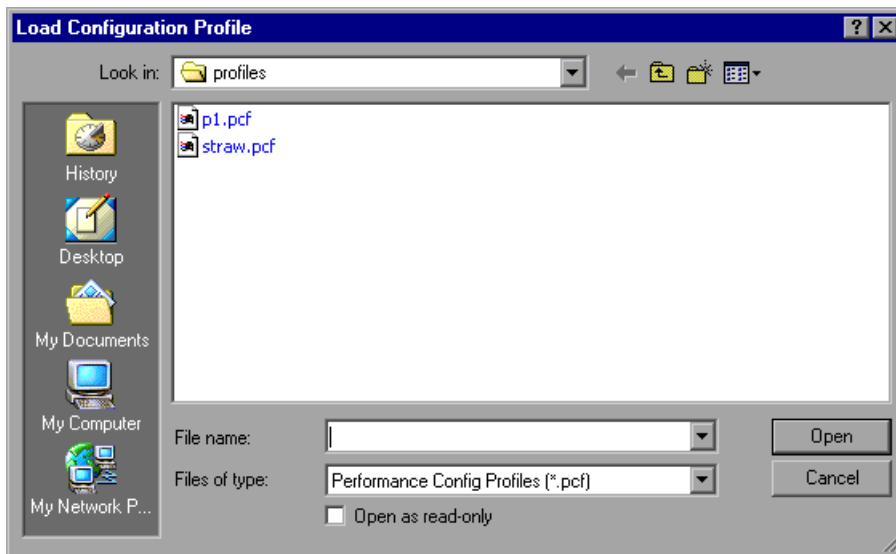 Load Configuration Profile
Look in: profiles
p1.pcf
straw.pcf
History
Desktop
My Documents
My Computer
My Network P...
File name: Open
Files of type: Performance Config Profiles (*.pcf) Cancel
Open as read-only